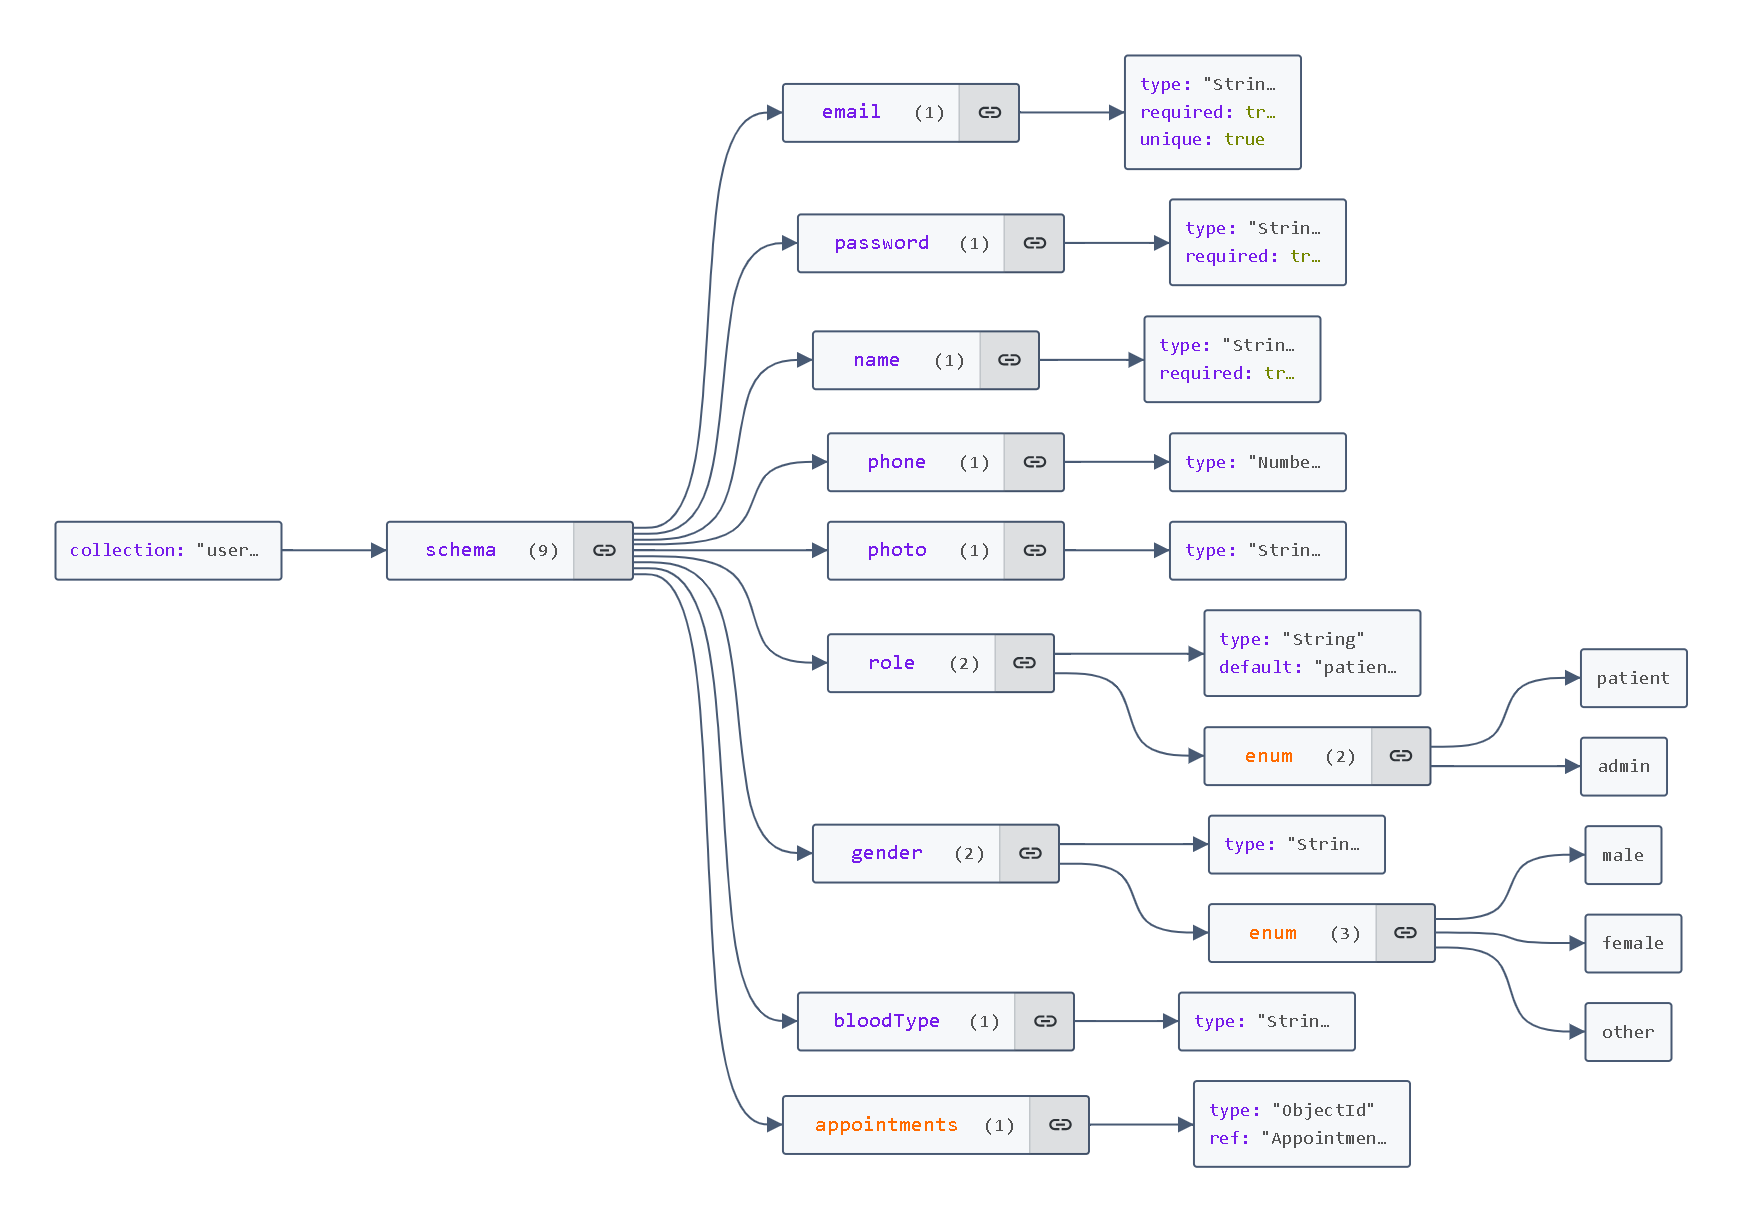 collection: "user…
schema (9)
email (1)
type: "Strin…
required: tr…
unique: true
password (1)
type: "Strin…
required: tr…
name (1)
type: "Strin…
required: tr…
phone (1)
type: "Numbe…
photo (1)
type: "Strin…
role (2)
type: "String"
default: "patien…
enum (2)
patient
admin
gender (2)
type: "Strin…
enum (3)
male
female
other
bloodType (1)
type: "Strin…
appointments (1)
type: "ObjectId"
ref: "Appointmen…